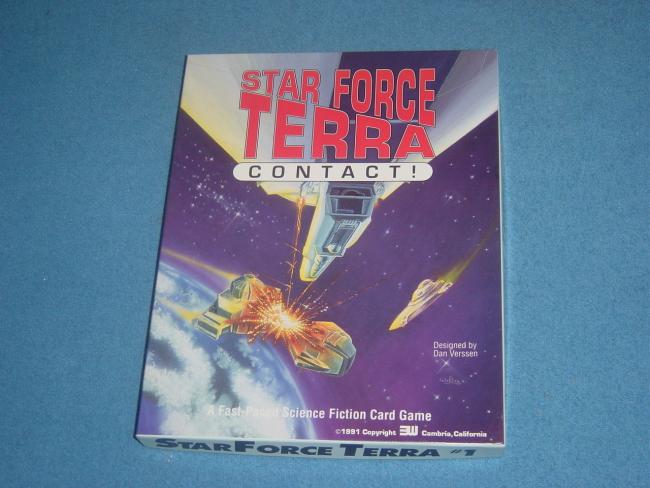 STAR FORCE
TERRA
CONTACT!
Designed by
Dan Verssen
A Fast-Paced Science Fiction Card Game
©1991 Copyright 3W Cambria, California
STARFORCE TERRA #1